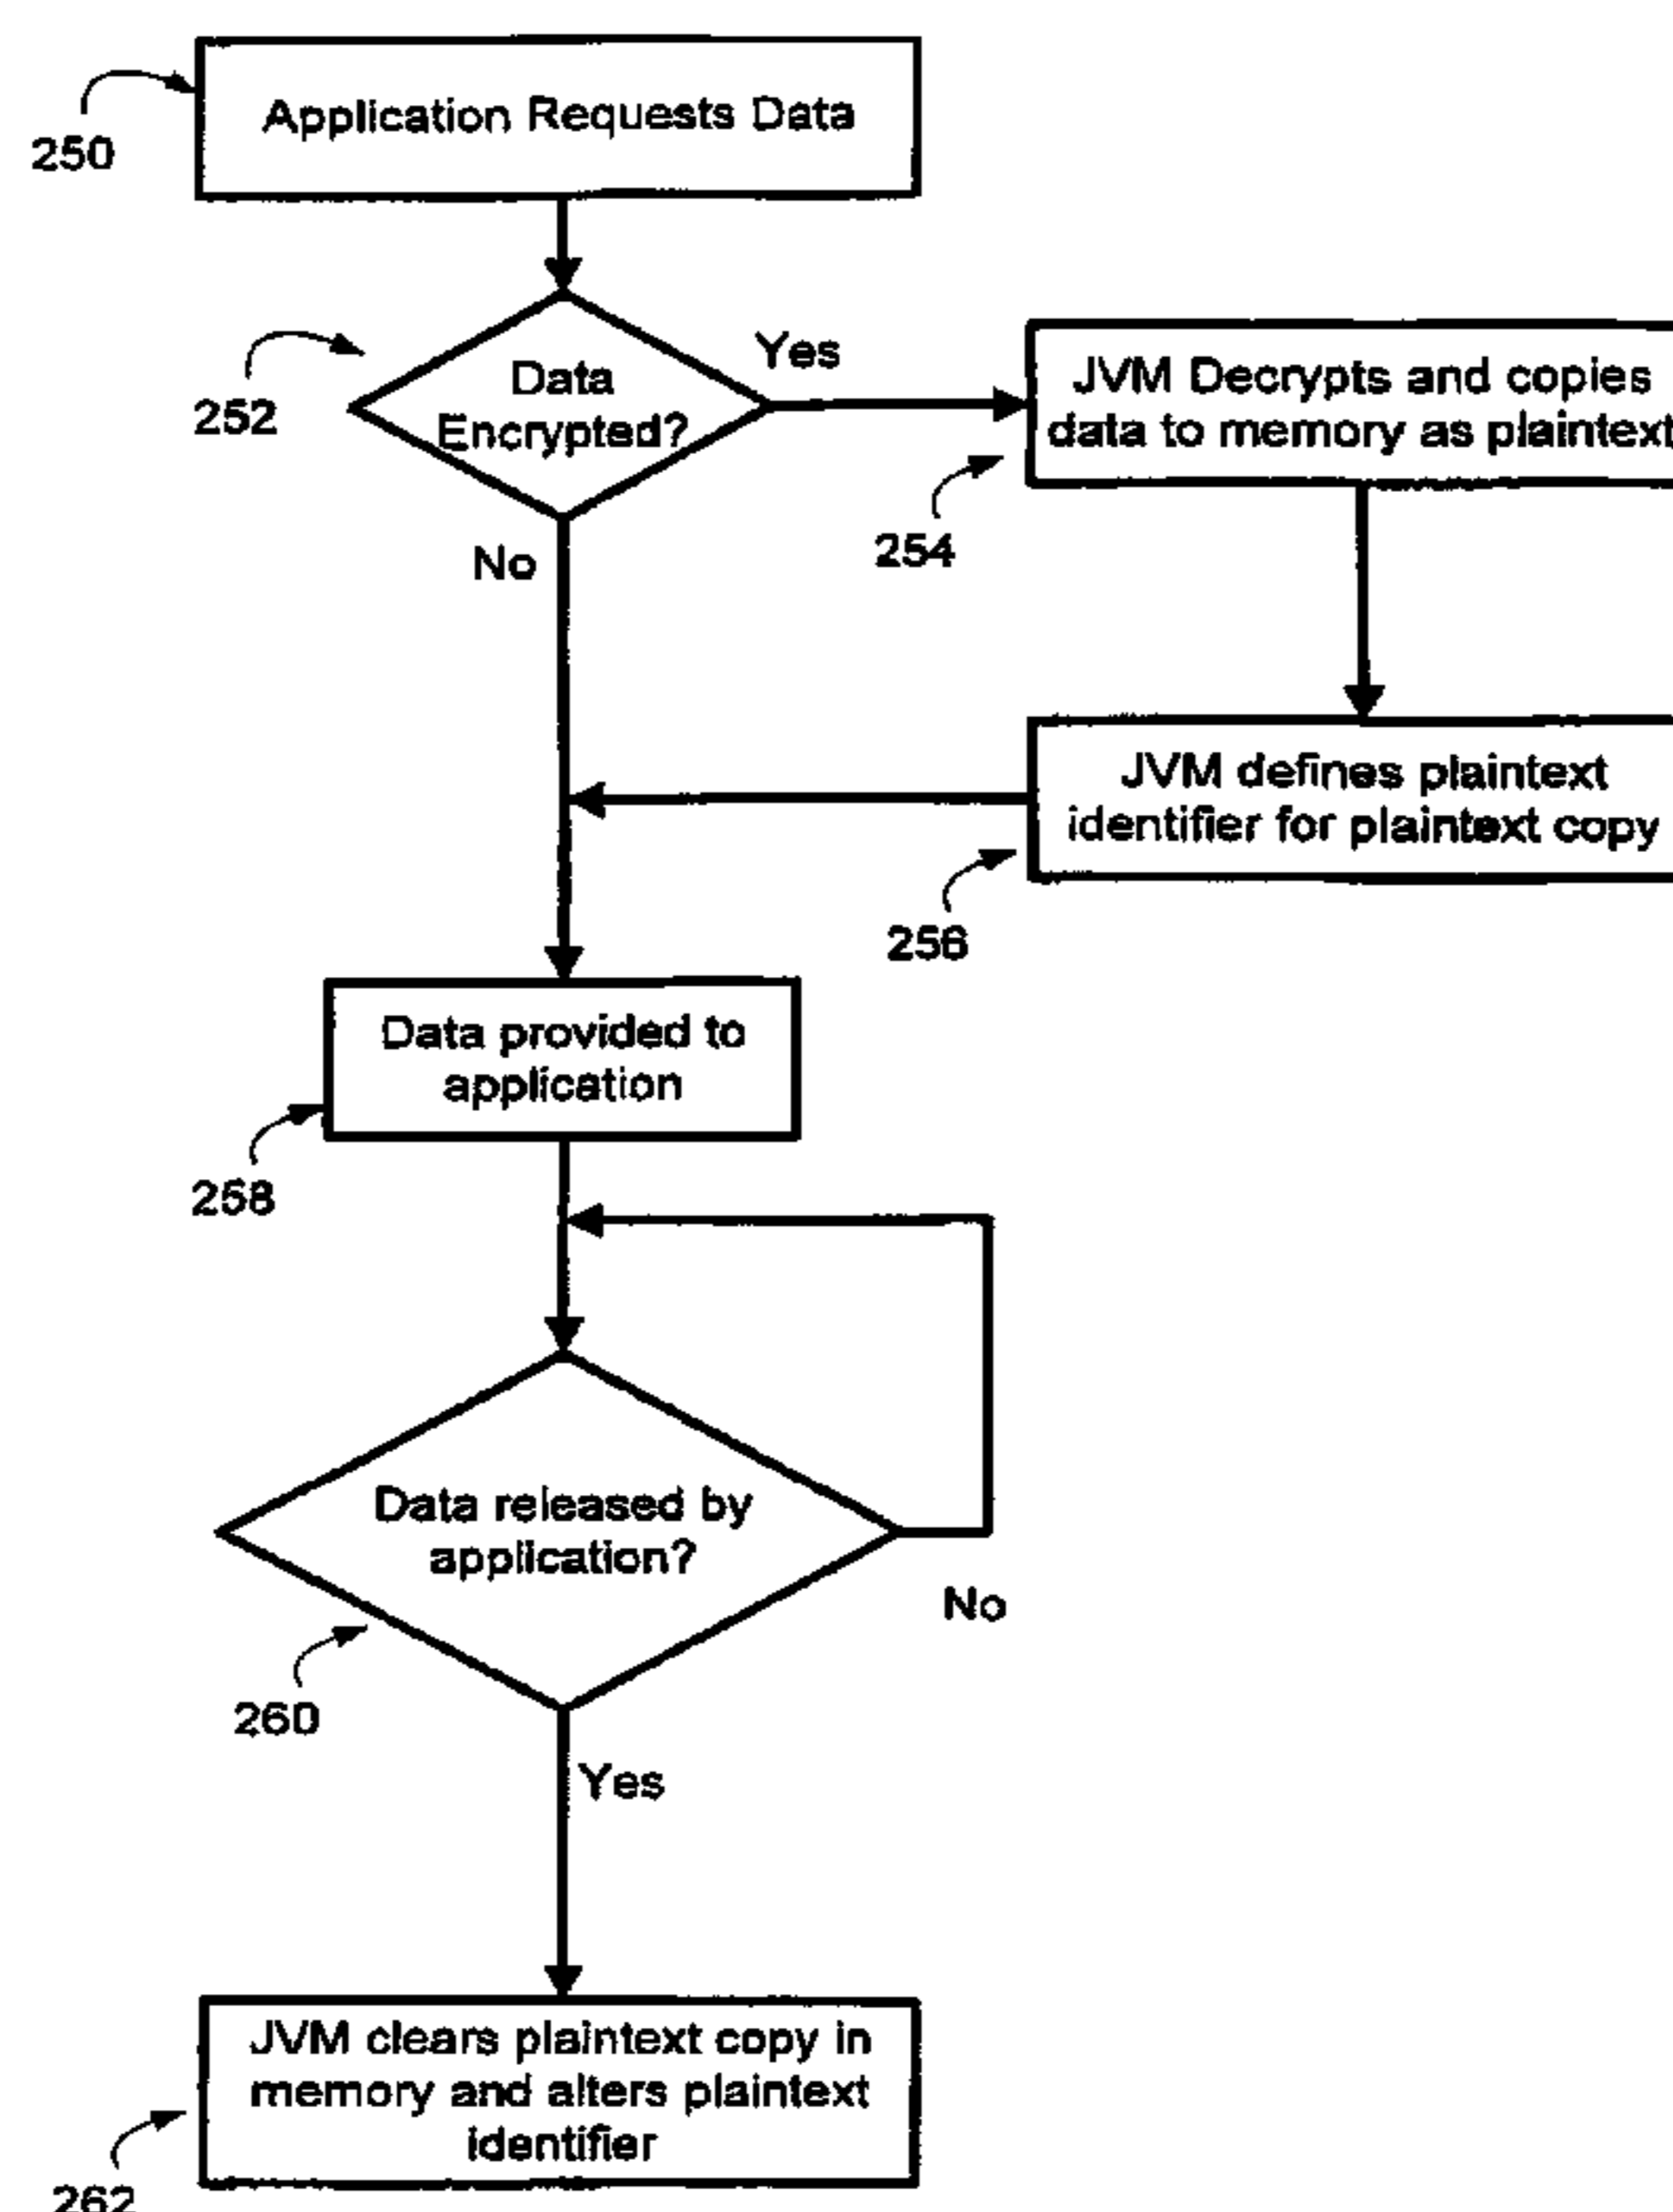 Application Requests Data
250
Data
Encrypted?
Yes
252
No
JVM Decrypts and copies
data to memory as plaintext
254
JVM defines plaintext
identifier for plaintext copy
256
Data provided to
application
258
Data released by
application?
No
260
Yes
JVM clears plaintext copy in
memory and alters plaintext
identifier
262